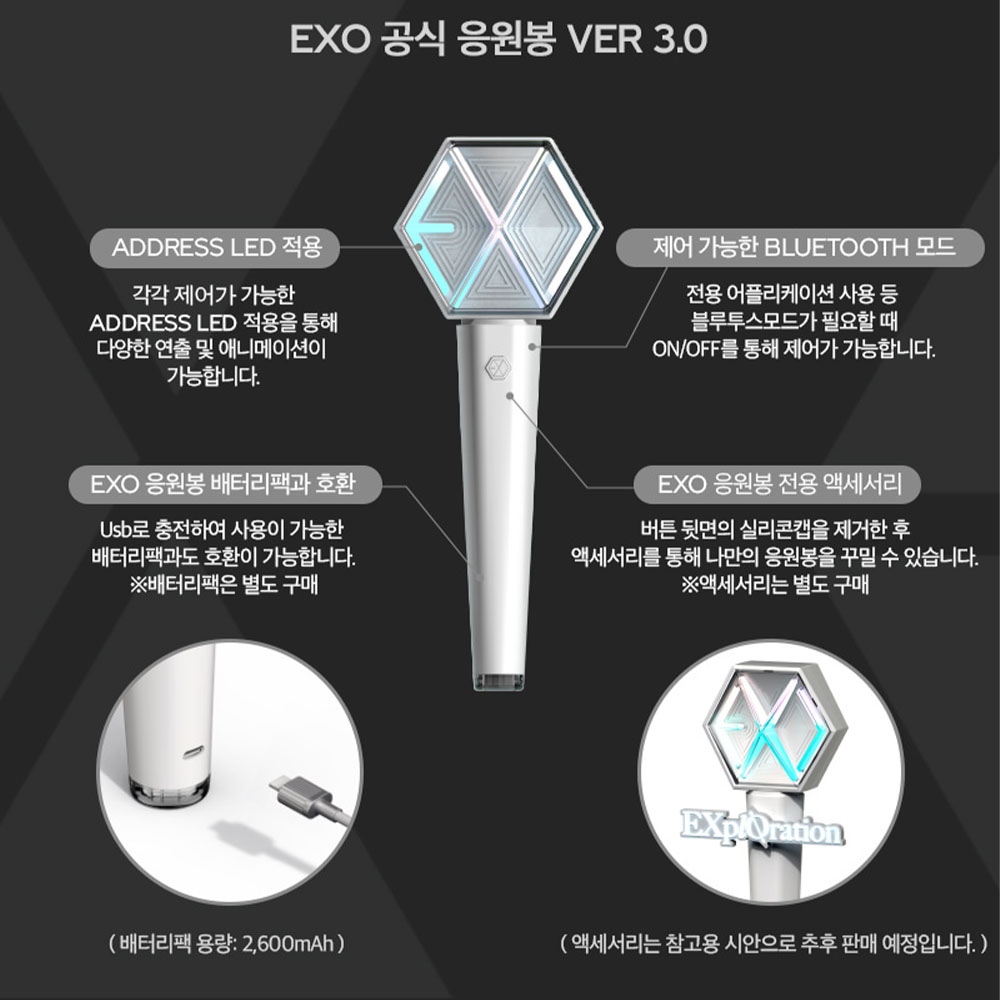 EXO 공식 응원봉 VER 3.0
ADDRESS LED 적용
각각 제어가 가능한
ADDRESS LED 적용을 통해
다양한 연출 및 애니메이션이
가능합니다.
제어 가능한 BLUETOOTH 모드
전용 어플리케이션 사용 등
블루투스모드가 필요할 때
ON/OFF를 통해 제어가 가능합니다.
EXO 응원봉 배터리팩과 호환
Usb로 충전하여 사용이 가능한
배터리팩과도 호환이 가능합니다.
※배터리팩은 별도 구매
EXO 응원봉 전용 액세서리
버튼 뒷면의 실리콘캡을 제거한 후
액세서리를 통해 나만의 응원봉을 꾸밀 수 있습니다.
※액세서리는 별도 구매
EXplOration
( 배터리팩 용량: 2,600mAh )
( 액세서리는 참고용 시안으로 추후 판매 예정입니다. )